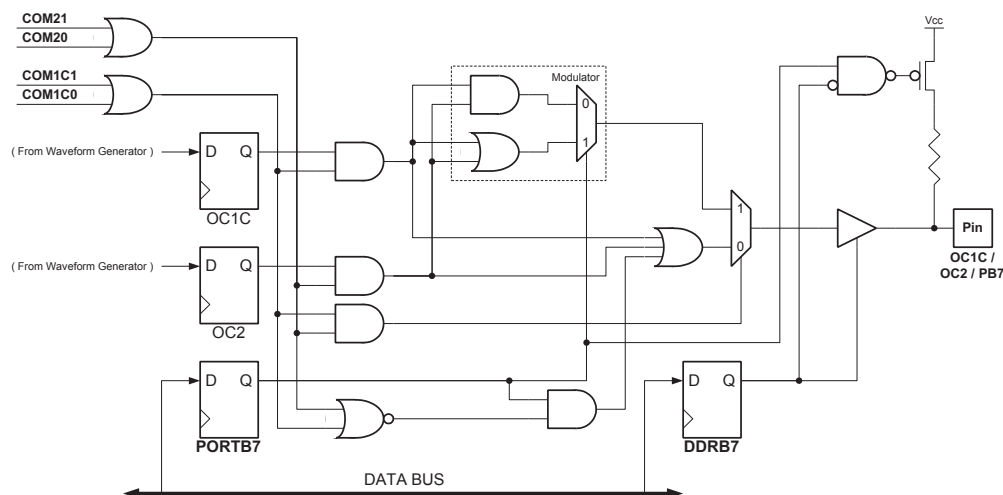 COM21
COM20
COM1C1
COM1C0
( From Waveform Generator )
D Q
OC1C
( From Waveform Generator )
D Q
OC2
D Q
PORTB7
Modulator
0
1
1
0
Vcc
Pin
OC1C /
OC2 / PB7
D Q
DDRB7
DATA BUS